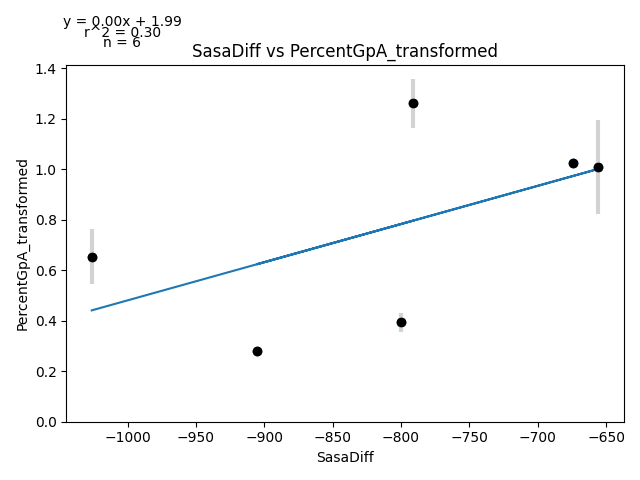 y = 0.00x + 1.99
r^2 = 0.30
n = 6
SasaDiff vs PercentGpA_transformed
PercentGpA_transformed
1.4
1.2
1.0
0.8
0.6
0.4
0.2
0.0
−1000 −950 −900 −850 −800 −750 −700 −650
SasaDiff